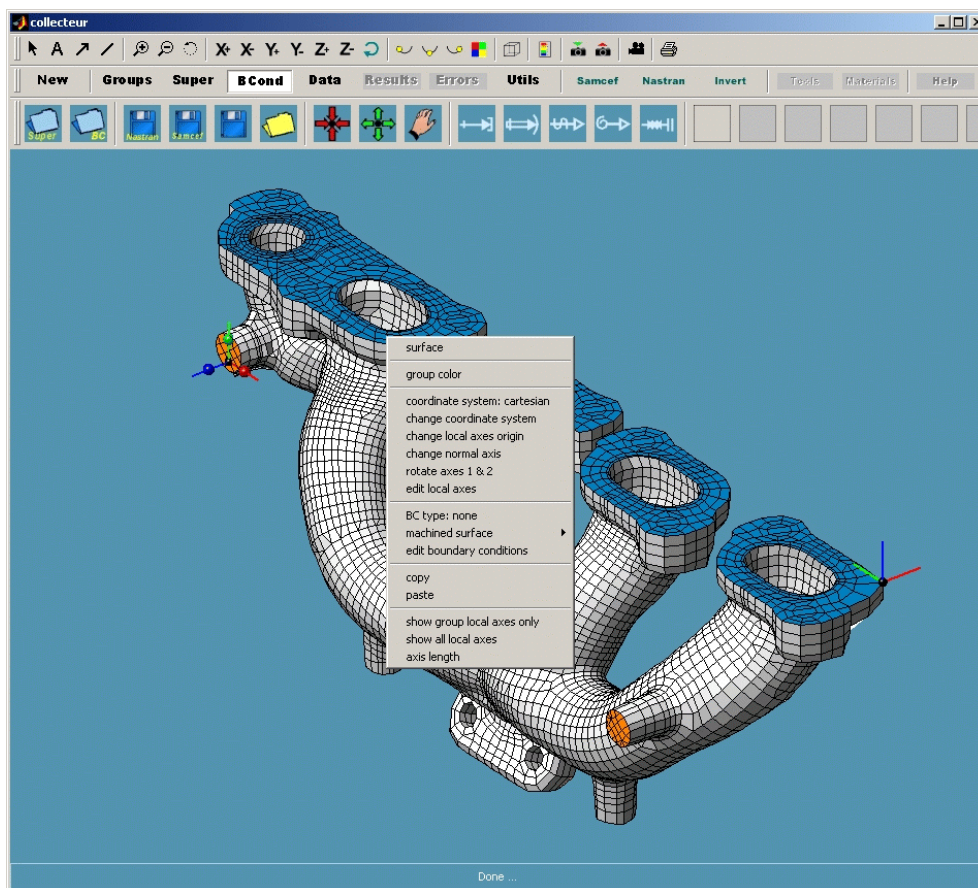 collecteur
A X+ X- Y+ Y- Z+ Z-
New Groups Super BCond Data Results Errors Utils Samcef Nastran Invert Tools Materials Help
Super BC Nastran Samcef
surface
group color
coordinate system: cartesian
change coordinate system
change local axes origin
change normal axis
rotate axes 1 & 2
edit local axes
BC type: none
machined surface
edit boundary conditions
copy
paste
show group local axes only
show all local axes
axis length
Done ...